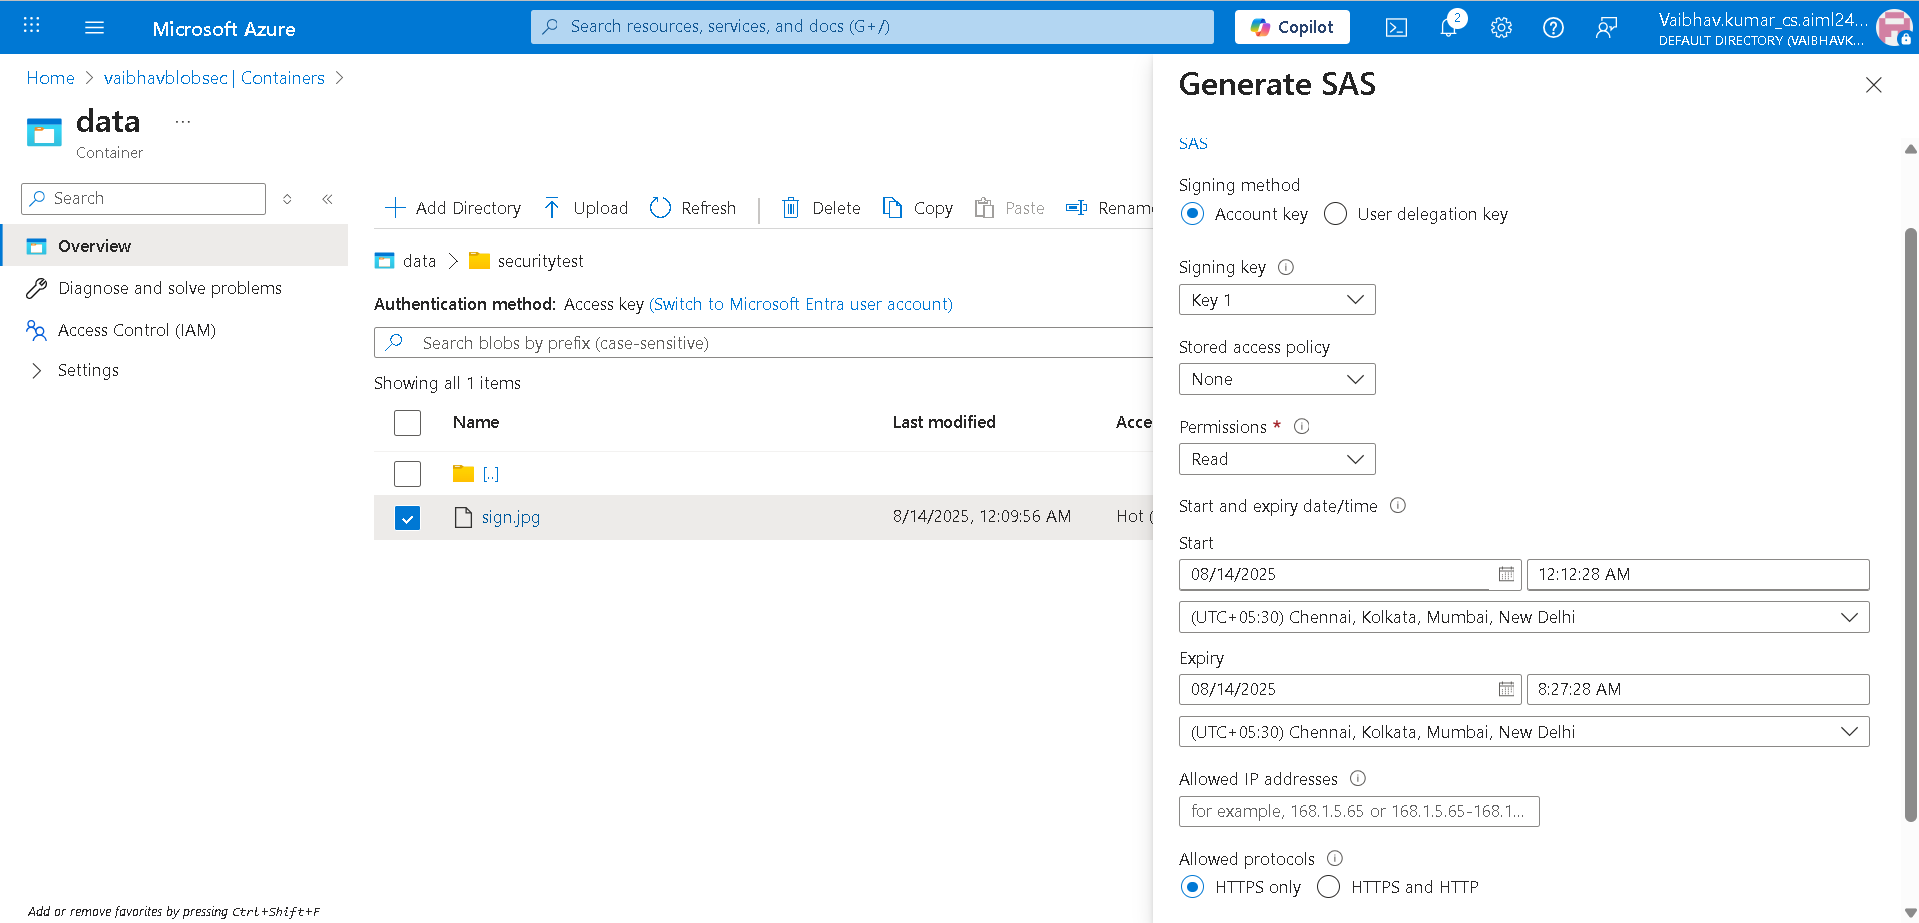 Microsoft Azure
Search resources, services, and docs (G+/)
Copilot
2
Vaibhav.kumar_cs.aiml24...
DEFAULT DIRECTORY (VAIBHAVK...
Home > vaibhavblobsec | Containers >
data ...
Container
Search
Overview
Diagnose and solve problems
Access Control (IAM)
Settings
Add or remove favorites by pressing Ctrl+Shift+F
Add Directory Upload Refresh Delete Copy Paste Rename
data > securitytest
Authentication method: Access key (Switch to Microsoft Entra user account)
Search blobs by prefix (case-sensitive)
Showing all 1 items
Name Last modified Acce
[..]
sign.jpg 8/14/2025, 12:09:56 AM Hot (
Generate SAS
SAS
Signing method
Account key User delegation key
Signing key
Key 1
Stored access policy
None
Permissions *
Read
Start and expiry date/time
Start
08/14/2025 12:12:28 AM
(UTC+05:30) Chennai, Kolkata, Mumbai, New Delhi
Expiry
08/14/2025 8:27:28 AM
(UTC+05:30) Chennai, Kolkata, Mumbai, New Delhi
Allowed IP addresses
for example, 168.1.5.65 or 168.1.5.65-168.1...
Allowed protocols
HTTPS only HTTPS and HTTP